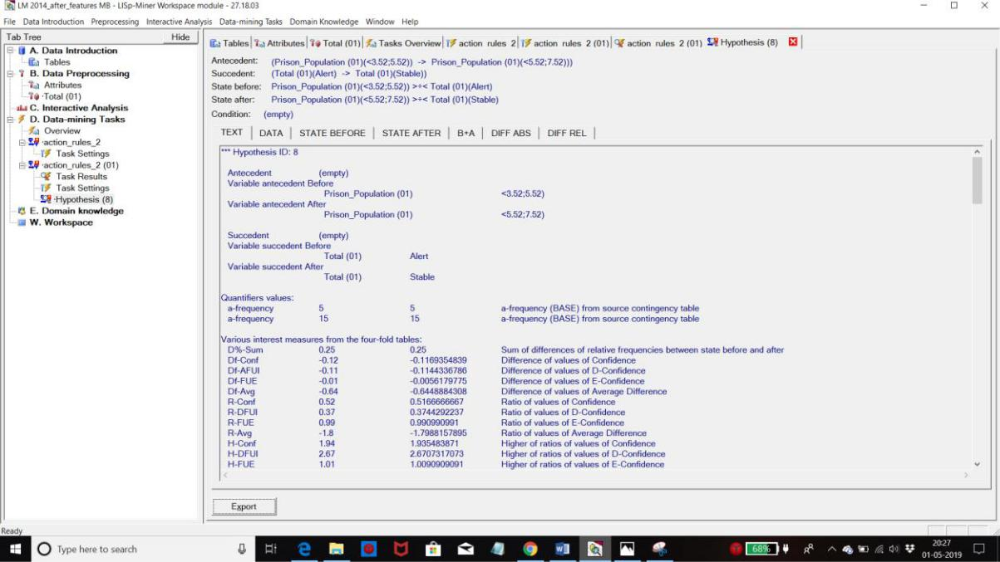 LM 2014_after_features MB - LISp-Miner Workspace module - 27.18.03
File Data Introduction Preprocessing Interactive Analysis Data-mining Tasks Domain Knowledge Window Help
Tab Tree Hide
A. Data Introduction
Tables
B. Data Preprocessing
Attributes
Total (01)
C. Interactive Analysis
D. Data-mining Tasks
Overview
action_rules_2
Task Settings
action_rules_2 (01)
Task Results
Task Settings
Hypothesis (8)
E. Domain knowledge
W. Workspace
Tables Attributes Total (01) Tasks Overview action rules 2 action rules 2 (01) action rules 2 (01) Hypothesis (8)
Antecedent: (Prison_Population (01)(<3.52;5.52)) -> Prison_Population (01)(<5.52;7.52)))
Succedent: (Total (01)(Alert) -> Total (01)(Stable))
State before: Prison_Population (01)(<3.52;5.52)) >÷< Total (01)(Alert)
State after: Prison_Population (01)(<5.52;7.52)) >÷< Total (01)(Stable)
Condition: (empty)
TEXT DATA STATE BEFORE STATE AFTER B+A DIFF ABS DIFF REL
*** Hypothesis ID: 8
Antecedent (empty)
Variable antecedent Before
Prison_Population (01) <3.52;5.52)
Variable antecedent After
Prison_Population (01) <5.52;7.52)
Succedent (empty)
Variable succedent Before
Total (01) Alert
Variable succedent After
Total (01) Stable
Quantifiers values:
a-frequency 5 5 a-frequency (BASE) from source contingency table
a-frequency 15 15 a-frequency (BASE) from source contingency table
Various interest measures from the four-fold tables:
D%-Sum 0.25 0.25 Sum of differences of relative frequencies between state before and after
Df-Conf -0.12 -0.1169354839 Difference of values of Confidence
Df-AFUI -0.11 -0.1144336786 Difference of values of D-Confidence
Df-FUE -0.01 -0.0056179775 Difference of values of E-Confidence
Df-Avg -0.64 -0.6448884308 Difference of values of Average Difference
R-Conf 0.52 0.5166666667 Ratio of values of Confidence
R-DFUI 0.37 0.3744292237 Ratio of values of D-Confidence
R-FUE 0.99 0.990990991 Ratio of values of E-Confidence
R-Avg -1.8 -1.7988157895 Ratio of values of Average Difference
H-Conf 1.94 1.935483871 Higher of ratios of values of Confidence
H-DFUI 2.67 2.6707317073 Higher of ratios of values of D-Confidence
H-FUE 1.01 1.0090909091 Higher of ratios of values of E-Confidence
Export
Ready
Type here to search
68%
20:27
01-05-2019